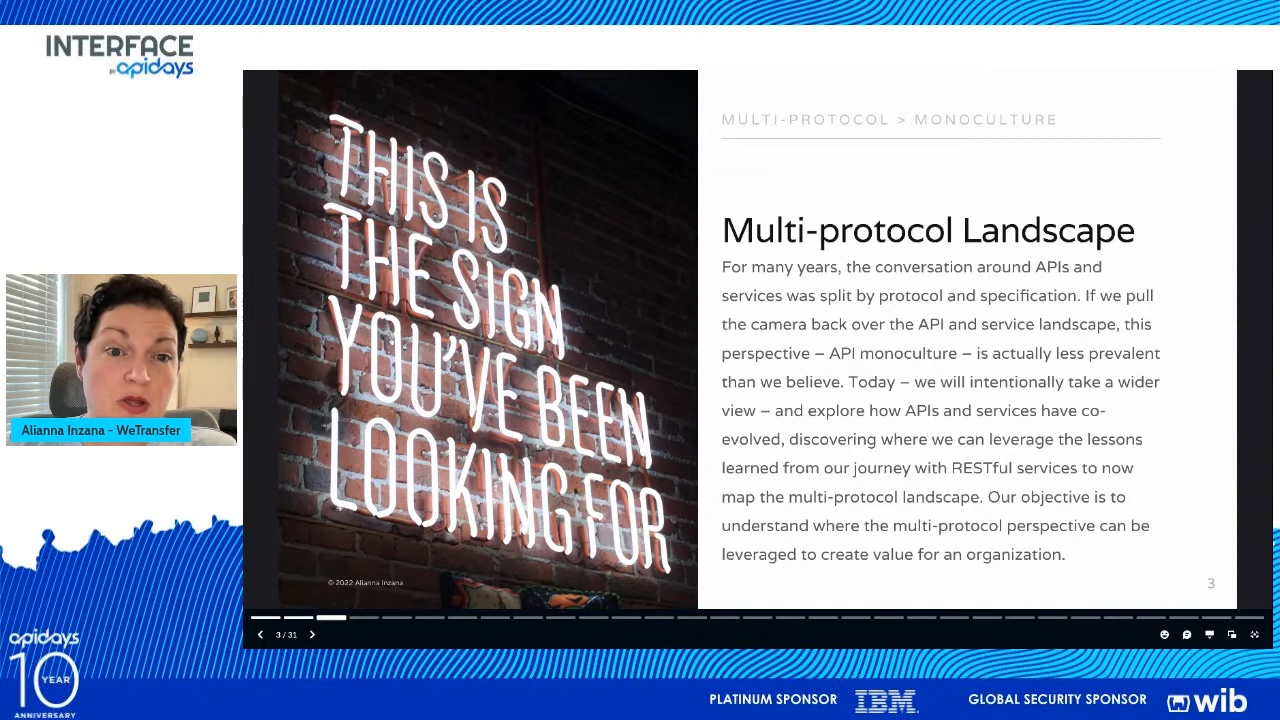 INTERFACE
BY apidays
MULTI-PROTOCOL > MONOCULTURE
THIS IS
THE SIGN
YOU'VE BEEN
LOOKING FOR
Multi-protocol Landscape
For many years, the conversation around APIs and
services was split by protocol and specification. If we pull
the camera back over the API and service landscape, this
perspective – API monoculture – is actually less prevalent
than we believe. Today – we will intentionally take a wider
view – and explore how APIs and services have co-
evolved, discovering where we can leverage the lessons
learned from our journey with RESTful services to now
map the multi-protocol landscape. Our objective is to
understand where the multi-protocol perspective can be
leveraged to create value for an organization.
Alianna Inzana - WeTransfer
© 2022 Alianna Inzana
3
3 / 31
apidays
10 YEAR
ANNIVERSARY
PLATINUM SPONSOR IBM GLOBAL SECURITY SPONSOR wib